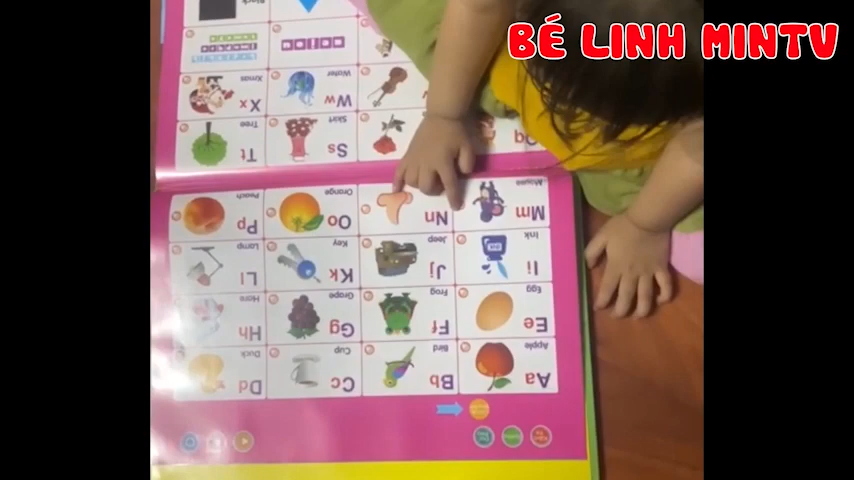 BÉ LINH MINTV
Aa Apple
Bb Bird
Cc Cup
Dd Duck
Ee Egg
Ff Frog
Gg Grape
Hh Horse
Ii Ink
Jj Jeep
Kk Key
Ll Lamp
Mm Mouse
Nn
Oo Orange
Pp Peach
Qq
Ss Skirt
Tt Tree
Ww Water
Xx Xmas
Black